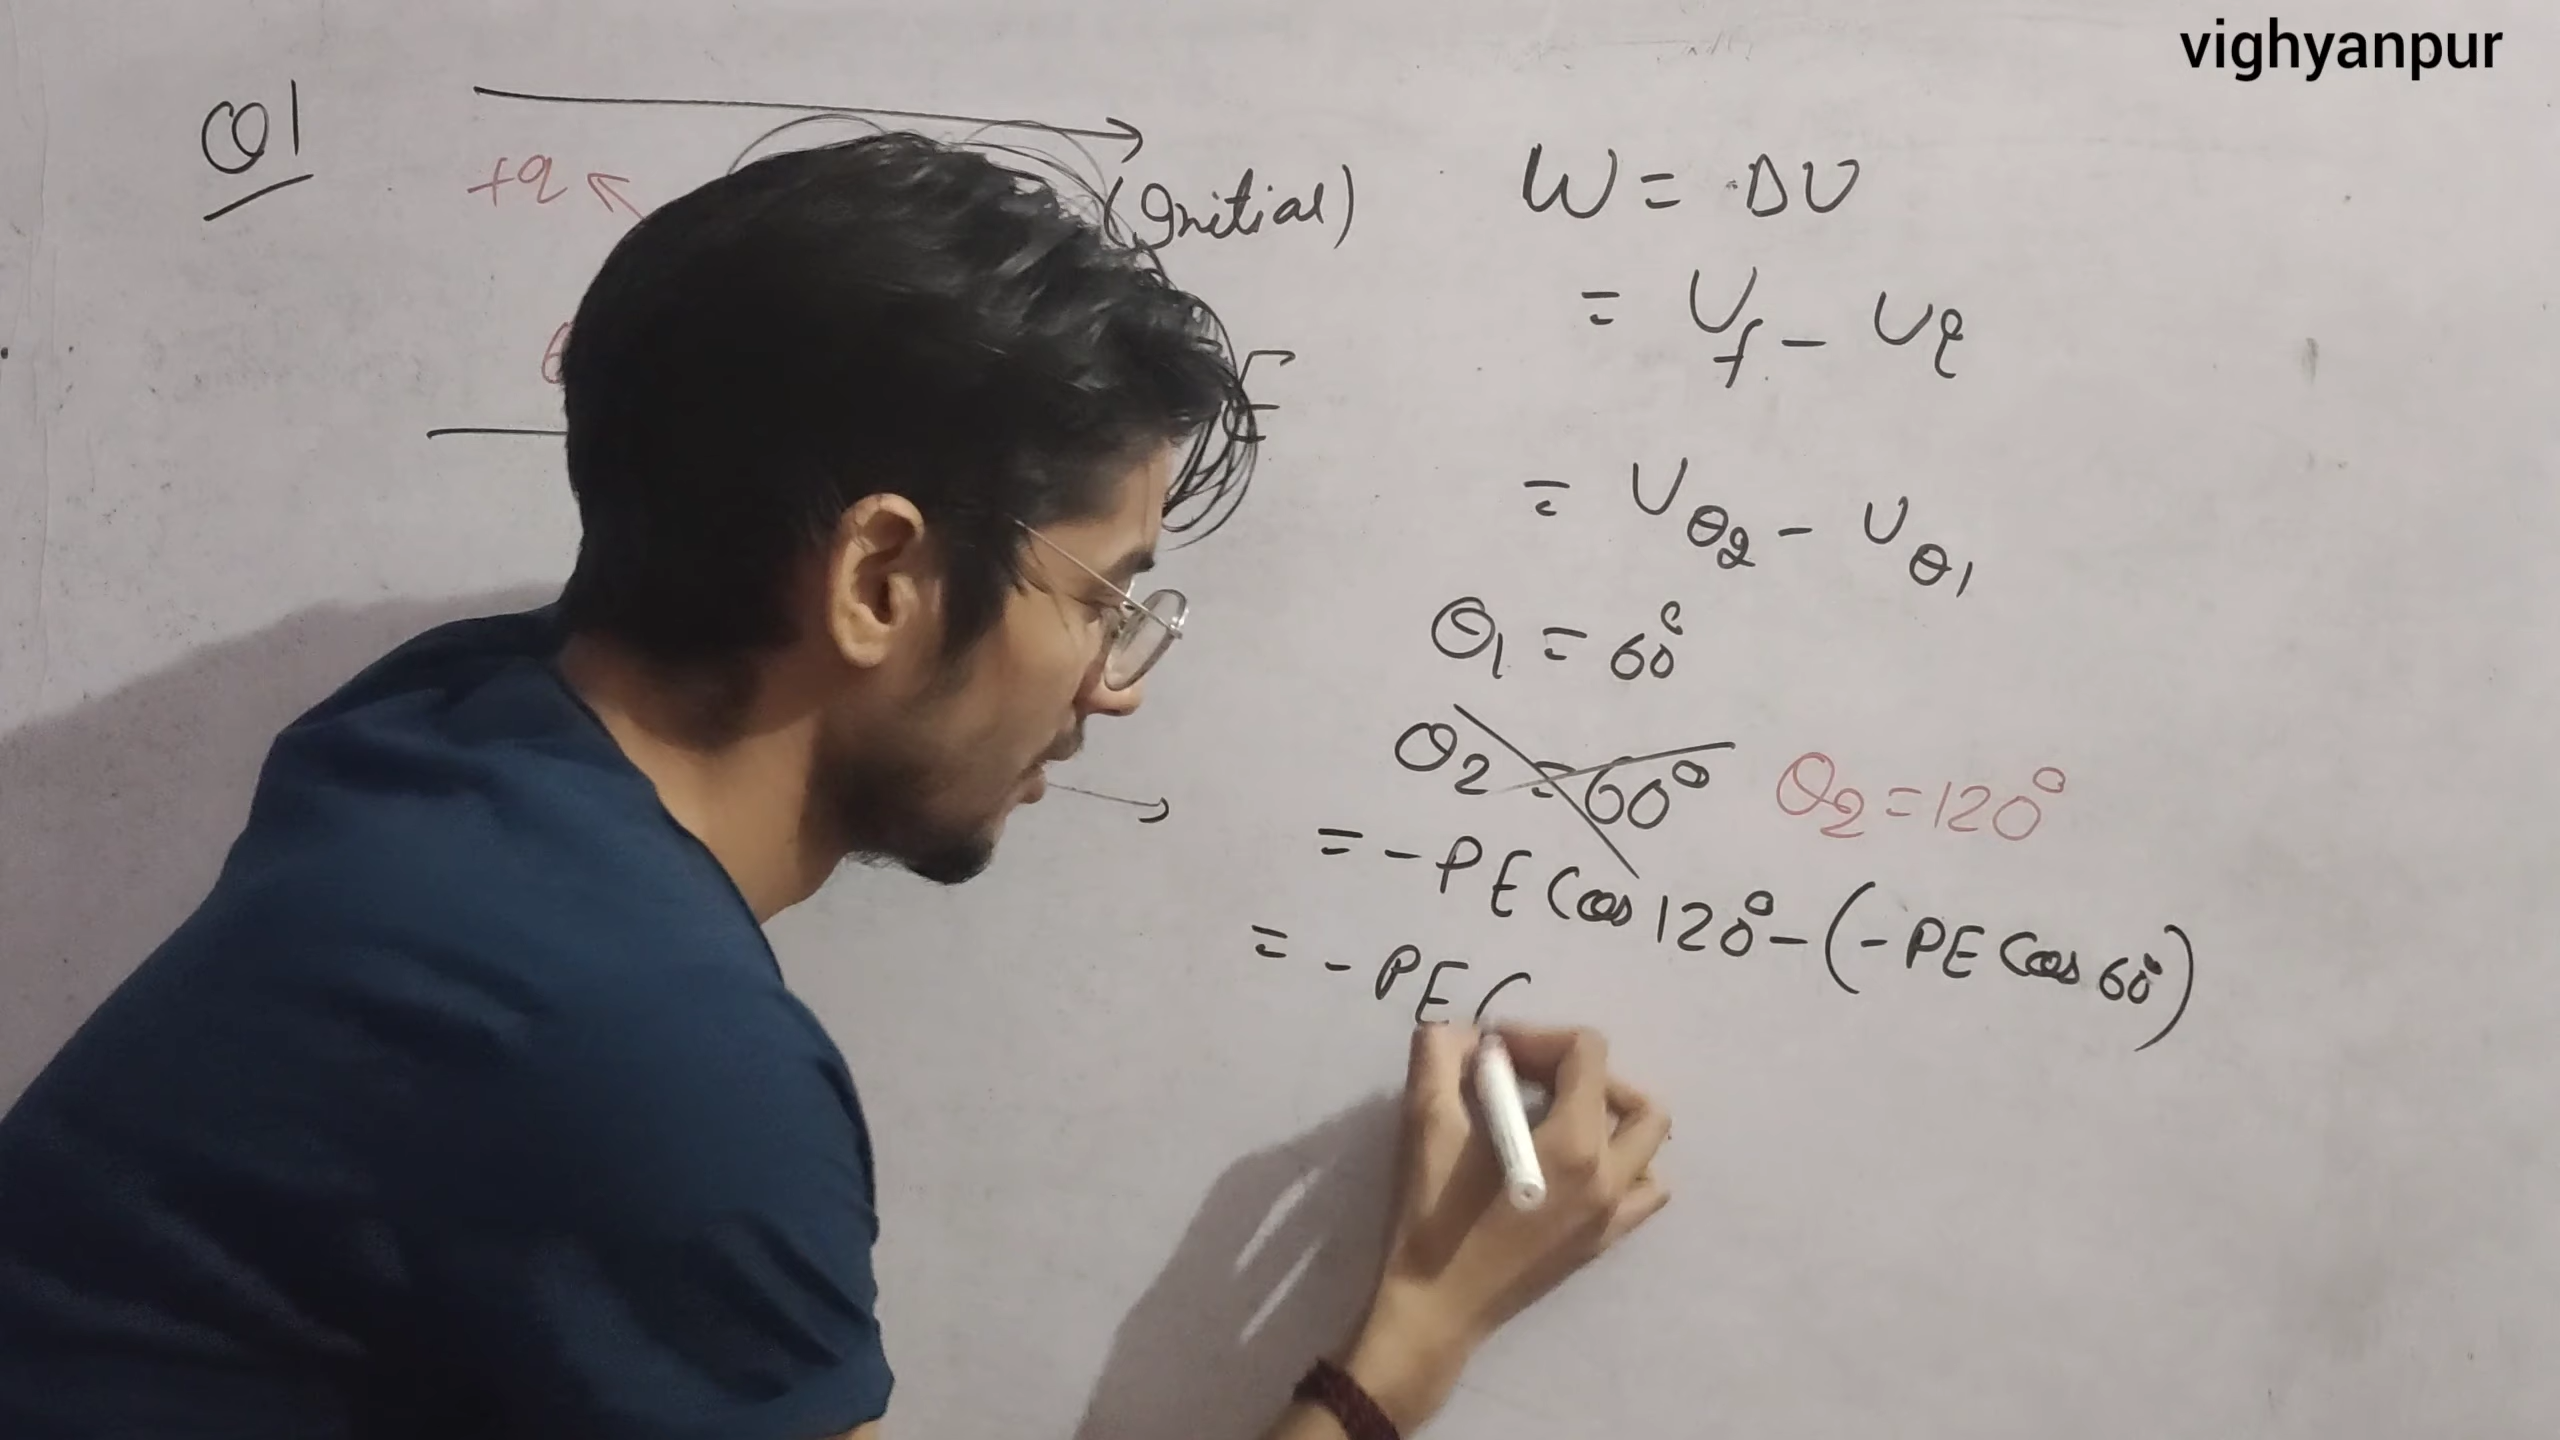 vighyanpur
Q1
+q
(Initial)
E
W = ΔU
= Uf - Ui
= Uθ2 - Uθ1
θ1 = 60°
θ2 = 60° θ2 = 120°
= - PE Cos 120° - (- PE Cos 60°)
= - PE (